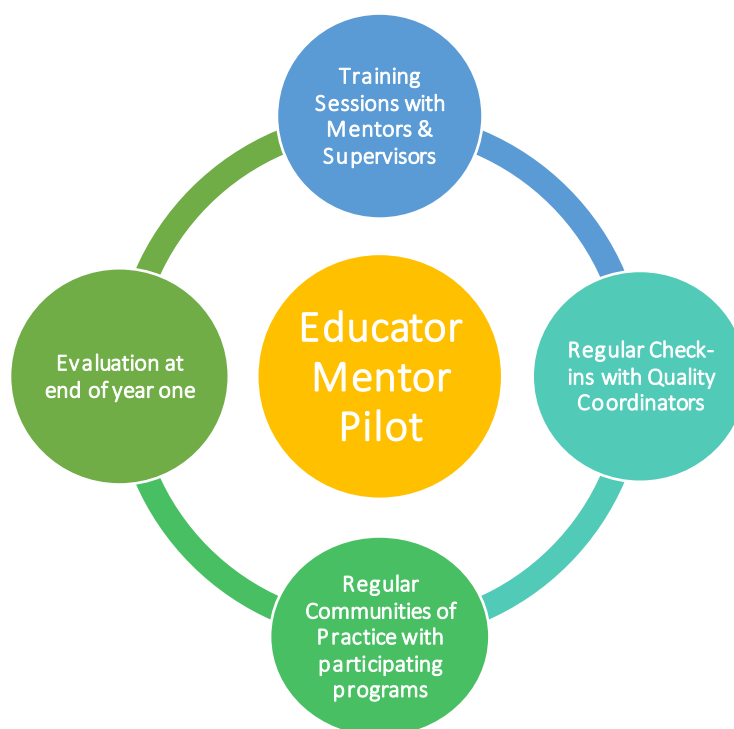 Training
Sessions with
Mentors &
Supervisors
Educator
Mentor
Pilot
Regular Check-
ins with Quality
Coordinators
Regular
Communities of
Practice with
participating
programs
Evaluation at
end of year one